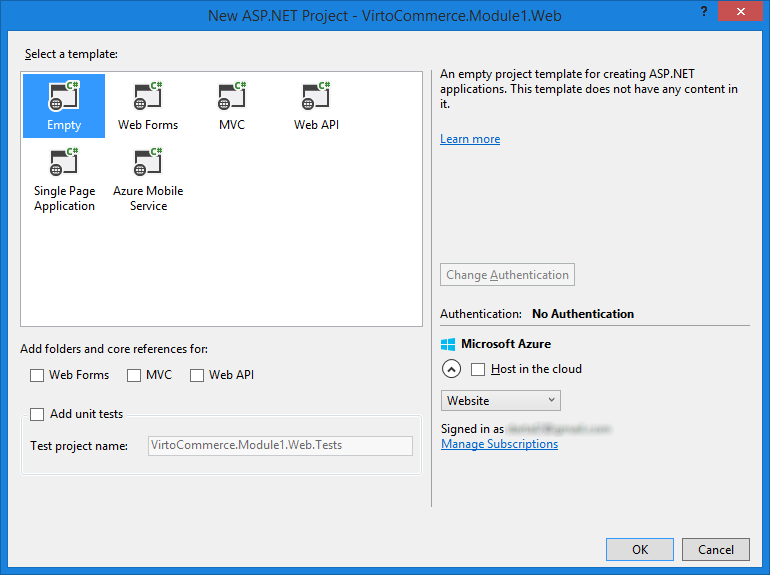 New ASP.NET Project - VirtoCommerce.Module1.Web
?
Select a template:
C# C# C# C#
Empty Web Forms MVC Web API
C# C#
Single Page Azure Mobile
Application Service
An empty project template for creating ASP.NET
applications. This template does not have any content in
it.
Learn more
Change Authentication
Authentication: No Authentication
Microsoft Azure
Host in the cloud
Website
Signed in as
Manage Subscriptions
Add folders and core references for:
Web Forms MVC Web API
Add unit tests
Test project name: VirtoCommerce.Module1.Web.Tests
OK Cancel